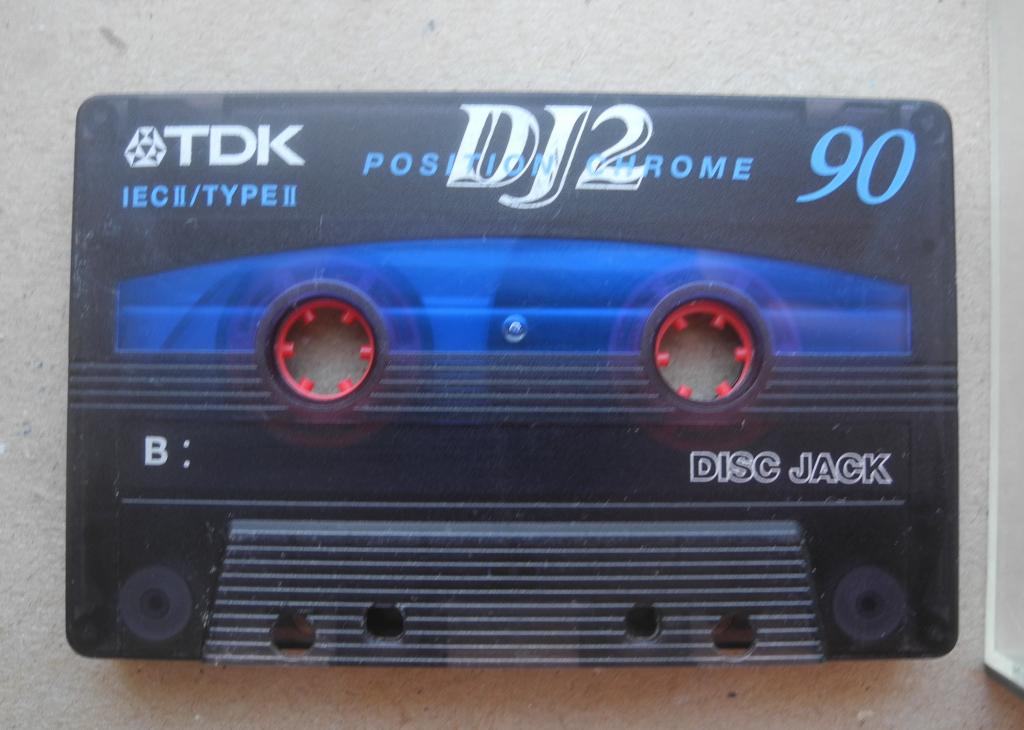 TDK
IECⅡ/TYPEⅡ
DJ2
POSITION CHROME
90
B:
DISC JACK